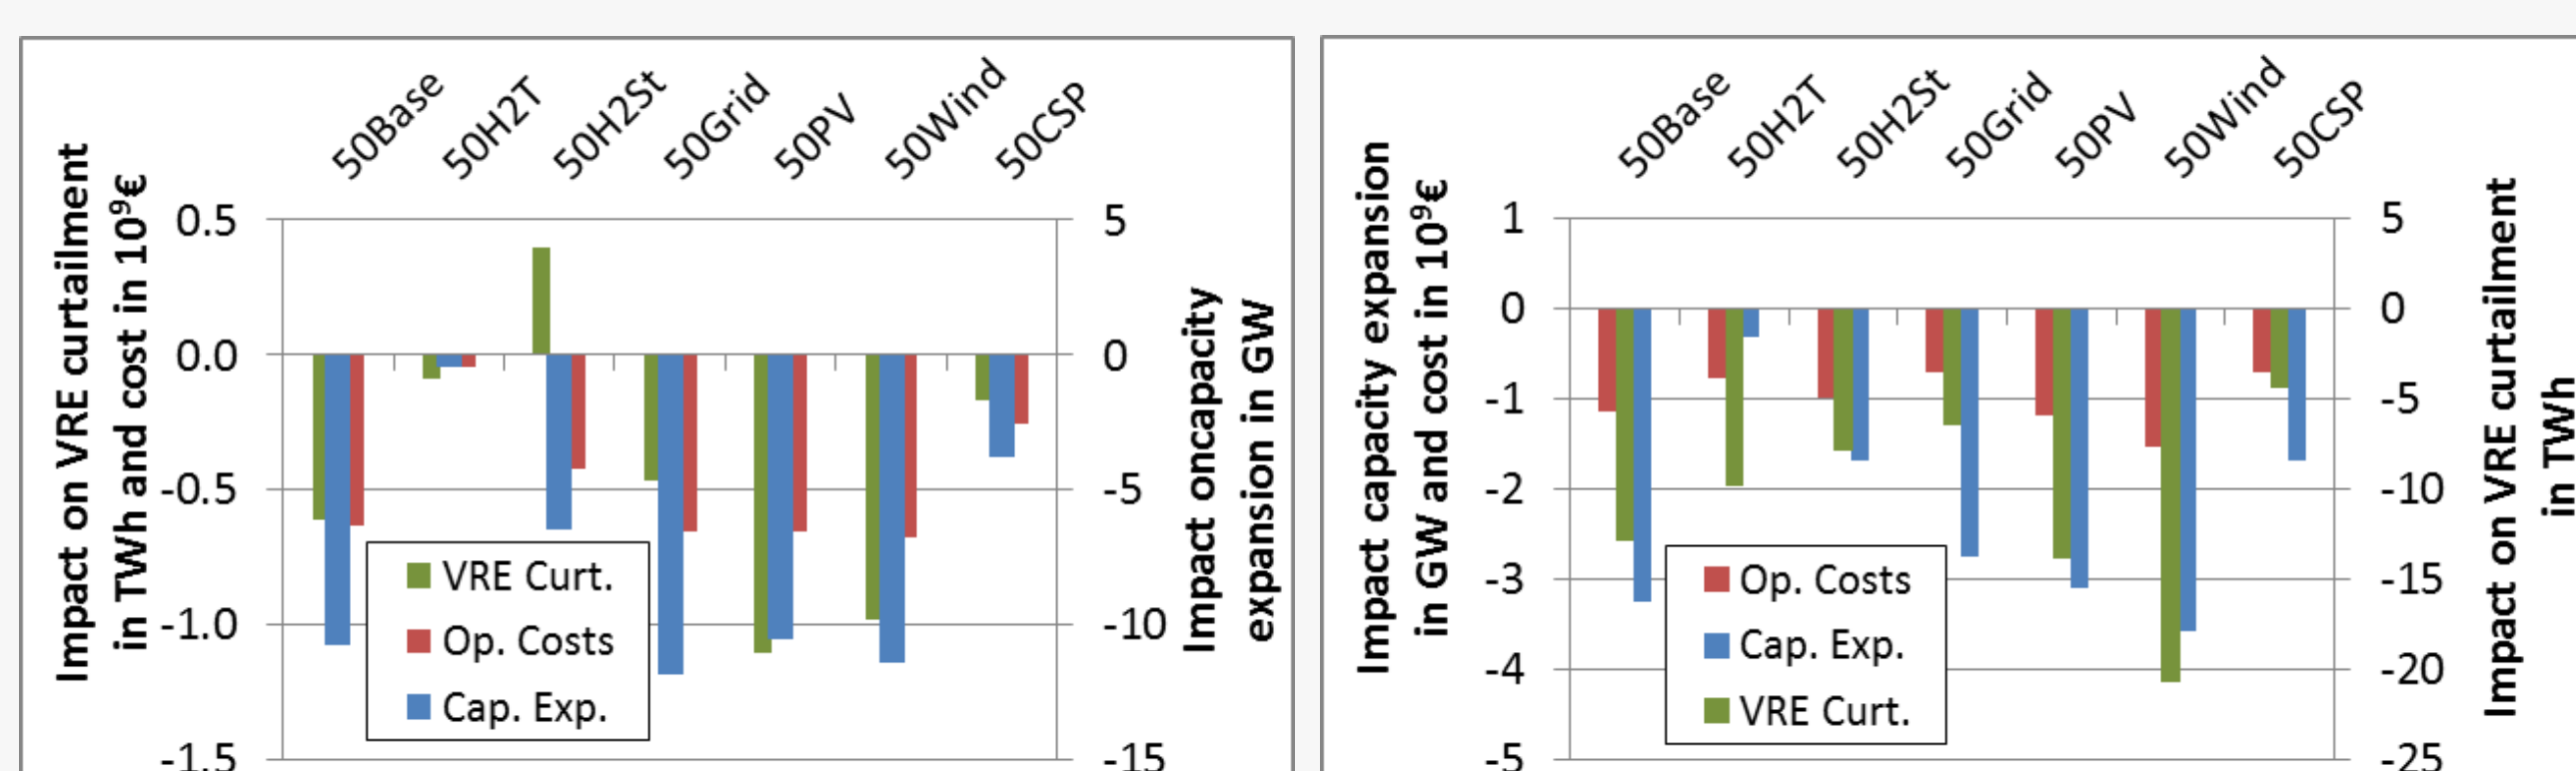 50Base
50H2T
50H2St
50Grid
50PV
50Wind
50CSP
Impact on VRE curtailment
in TWh and cost in 10⁹€
0.5
0.0
-0.5
-1.0
-1.5
5
0
-5
-10
-15
Impact oncapacity
expansion in GW
VRE Curt.
Op. Costs
Cap. Exp.
50Base
50H2T
50H2St
50Grid
50PV
50Wind
50CSP
Impact capacity expansion
in GW and cost in 10⁹€
1
0
-1
-2
-3
-4
-5
5
0
-5
-10
-15
-20
-25
Impact on VRE curtailment
in TWh
Op. Costs
Cap. Exp.
VRE Curt.